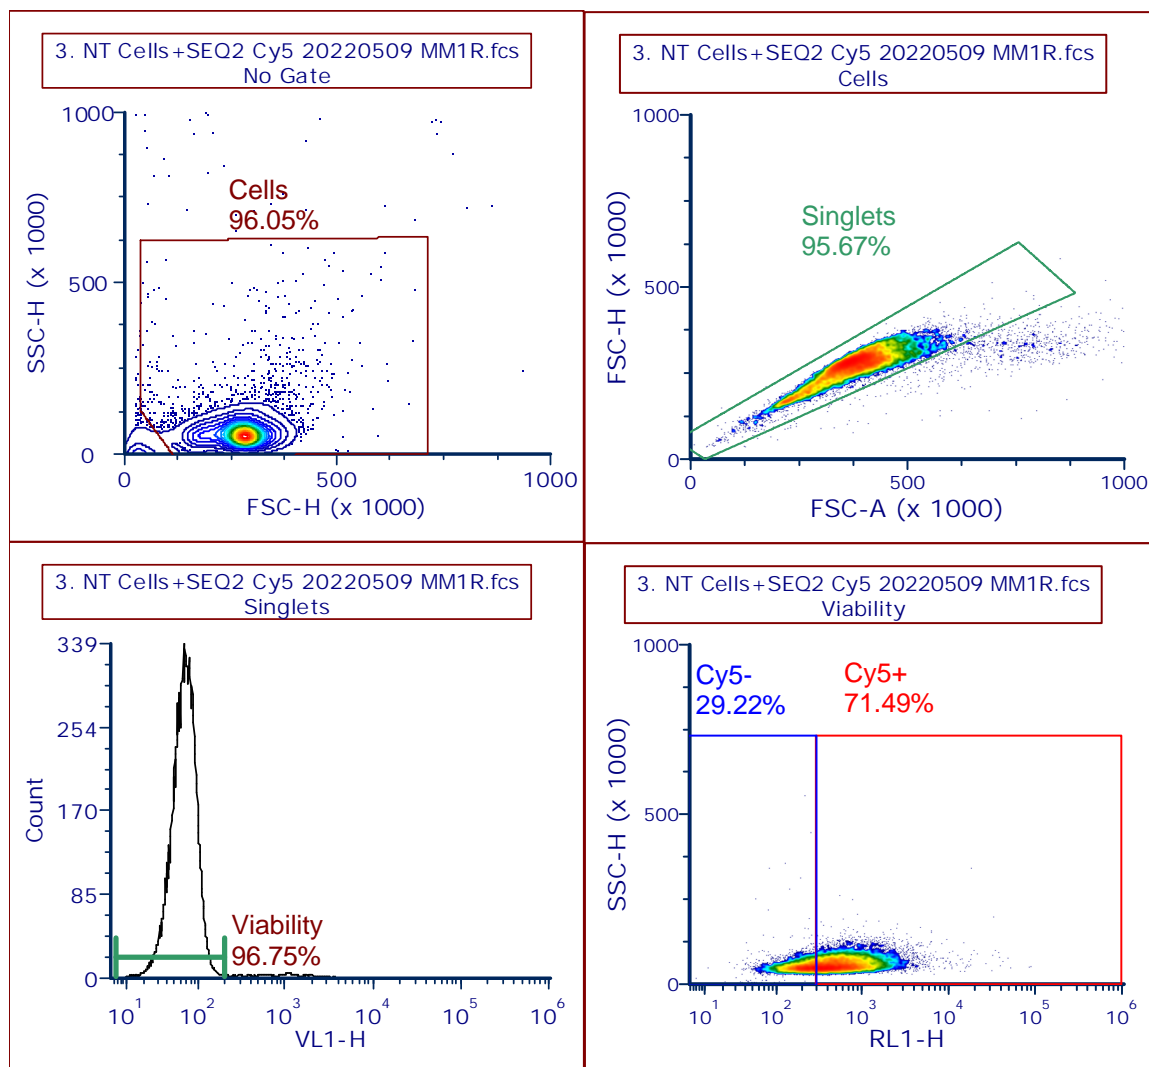 3. NT Cells+SEQ2 Cy5 20220509 MM1R.fcs
No Gate
1000
500
0
SSC-H (x 1000)
Cells
96.05%
0
500
1000
FSC-H (x 1000)
3. NT Cells+SEQ2 Cy5 20220509 MM1R.fcs
Cells
1000
500
0
FSC-H (x 1000)
Singlets
95.67%
0
500
1000
FSC-A (x 1000)
3. NT Cells+SEQ2 Cy5 20220509 MM1R.fcs
Singlets
339
254
170
85
0
Count
Viability
96.75%
10^1
10^2
10^3
10^4
10^5
10^6
VL1-H
3. NT Cells+SEQ2 Cy5 20220509 MM1R.fcs
Viability
1000
500
0
SSC-H (x 1000)
Cy5-
29.22%
Cy5+
71.49%
10^1
10^2
10^3
10^4
10^5
10^6
RL1-H